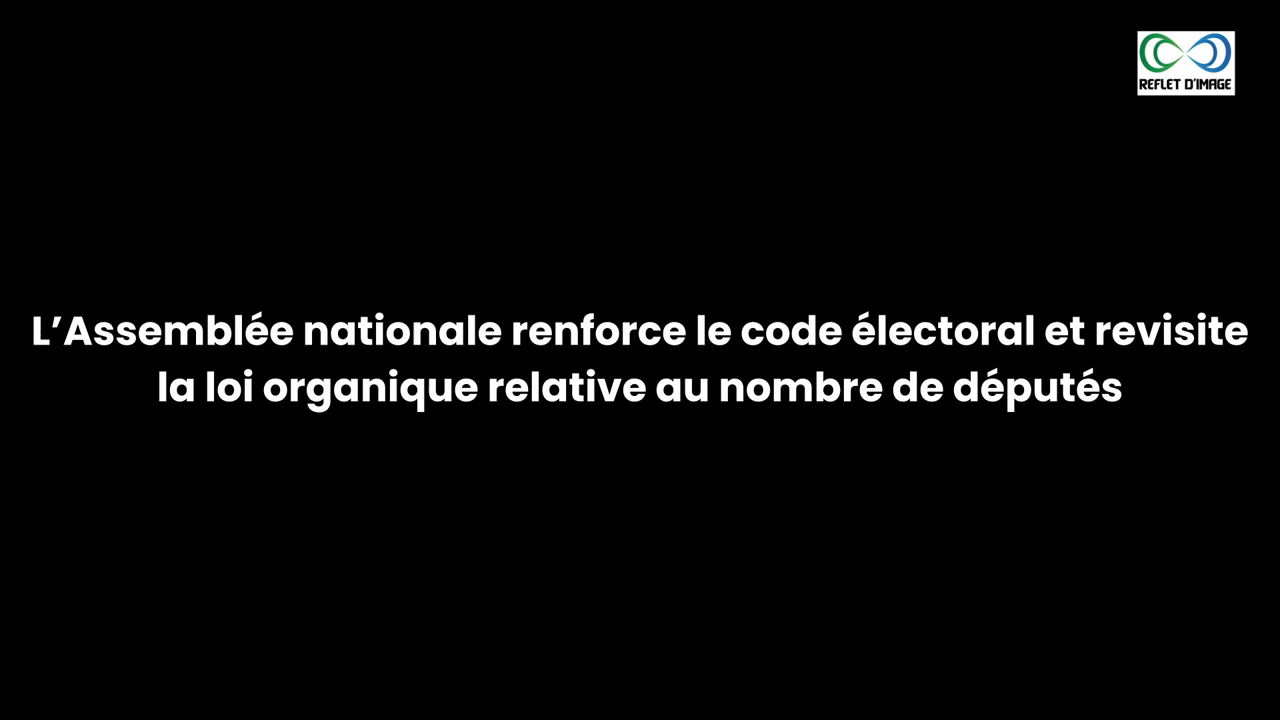 REFLET D'IMAGE
L’Assemblée nationale renforce le code électoral et revisite
la loi organique relative au nombre de députés